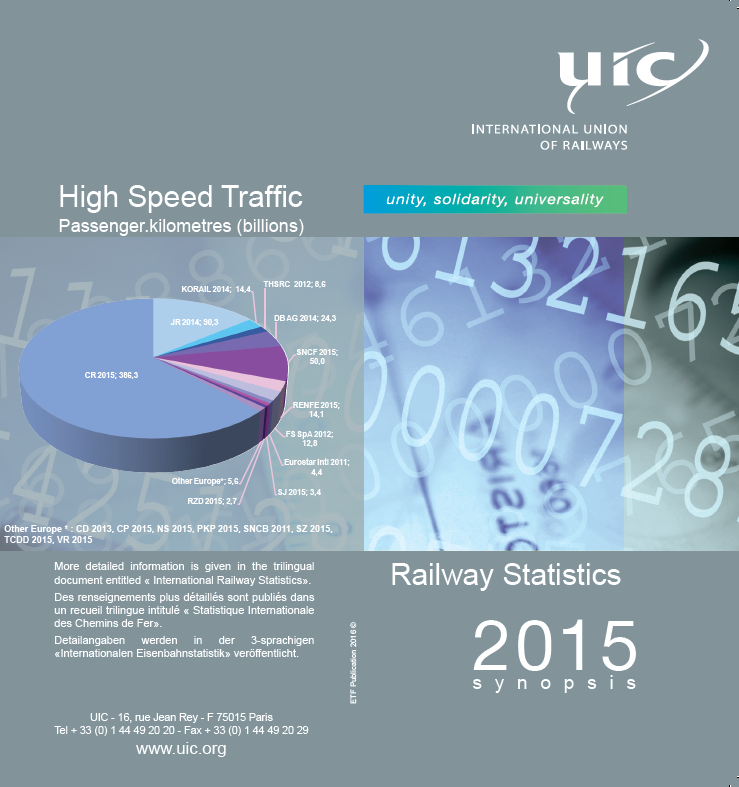 uic
INTERNATIONAL UNION
OF RAILWAYS
High Speed Traffic
Passenger.kilometres (billions)
unity, solidarity, universality
KORAIL 2014; 14,4
THSRC 2012; 8,6
JR 2014; 90,3
DB AG 2014; 24,3
SNCF 2015;
50,0
CR 2015; 386,3
RENFE 2015;
14,1
FS SpA 2012;
12,8
Eurostar Intl 2011;
4,4
Other Europe*; 5,6
SJ 2015; 3,4
RZD 2015; 2,7
Other Europe * : CD 2013, CP 2015, NS 2015, PKP 2015, SNCB 2011, SZ 2015,
TCDD 2015, VR 2015
More detailed information is given in the trilingual
document entitled « International Railway Statistics».
Des renseignements plus détaillés sont publiés dans
un recueil trilingue intitulé « Statistique Internationale
des Chemins de Fer».
Detailangaben werden in der 3-sprachigen
«Internationalen Eisenbahnstatistik» veröffentlicht.
UIC - 16, rue Jean Rey - F 75015 Paris
Tel + 33 (0) 1 44 49 20 20 - Fax + 33 (0) 1 44 49 20 29
www.uic.org
ETF Publication 2016 ©
Railway Statistics
2015
synopsis